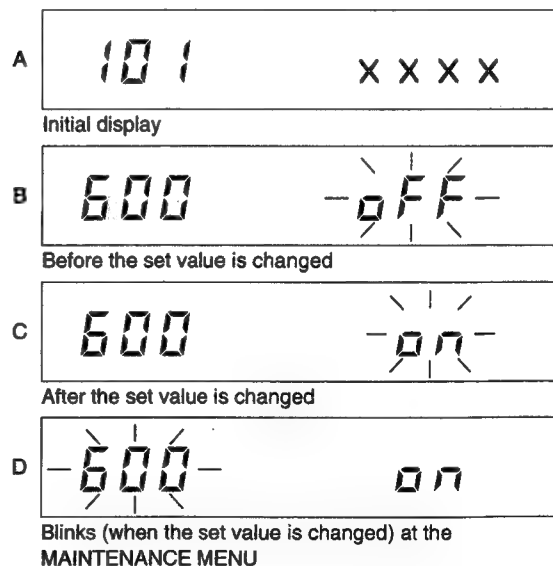 A
101 x x x x
Initial display
B
600 oFF
Before the set value is changed
C
600 on
After the set value is changed
D
600 on
Blinks (when the set value is changed) at the
MAINTENANCE MENU